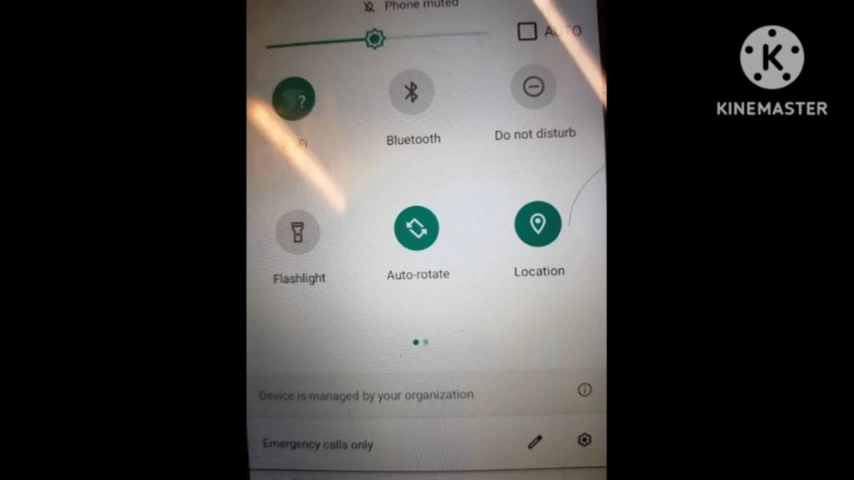 Phone muted
AUTO
KINEMASTER
Bluetooth
Do not disturb
Flashlight
Auto-rotate
Location
Device is managed by your organization
Emergency calls only